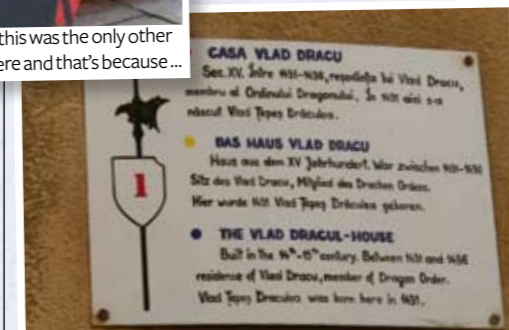 this was the only other
ere and that's because ...
CASA VLAD DRACU
Sec. XV. Între 1431-1436, reședința lui Vlad Dracu,
membru al Ordinului Dragonului. În 1431 aici s-a
născut Vlad Țepeș Drăculea.
DAS HAUS VLAD DRACU
Haus aus dem XV Jahrhundert. War zwischen 1431-1436
Sitz des Vlad Dracu, Mitglied des Drachen Ordens.
Hier wurde 1431 Vlad Țepeș Drăculea geboren.
1
THE VLAD DRACUL-HOUSE
Built in the 14th-15th century. Between 1431 and 1436
residence of Vlad Dracu, member of Dragon Order.
Vlad Țepeș Draculea was born here in 1431.